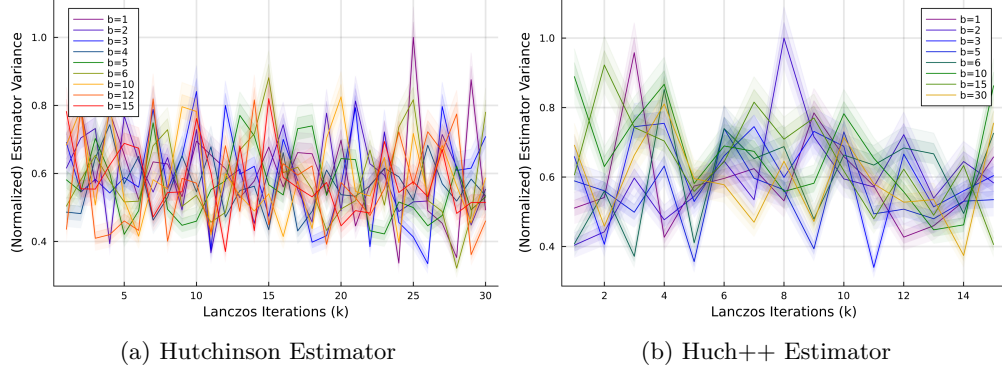 (Normalized) Estimator Variance
1.0
0.8
0.6
0.4
b=1
b=2
b=3
b=4
b=5
b=6
b=10
b=12
b=15
5
10
15
20
25
30
Lanczos Iterations (k)
(a) Hutchinson Estimator
(Normalized) Estimator Variance
1.0
0.8
0.6
0.4
b=1
b=2
b=3
b=5
b=6
b=10
b=15
b=30
2
4
6
8
10
12
14
Lanczos Iterations (k)
(b) Huch++ Estimator